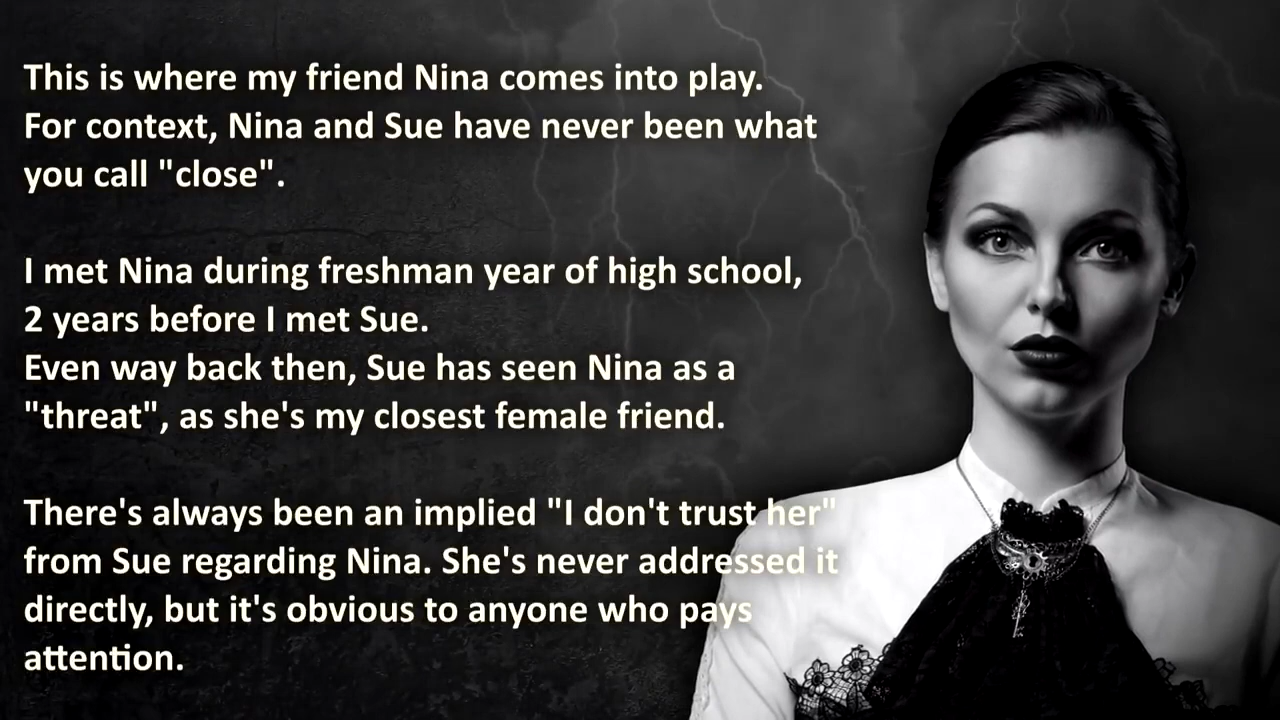 This is where my friend Nina comes into play.
For context, Nina and Sue have never been what
you call "close".
I met Nina during freshman year of high school,
2 years before I met Sue.
Even way back then, Sue has seen Nina as a
"threat", as she's my closest female friend.
There's always been an implied "I don't trust her"
from Sue regarding Nina. She's never addressed it
directly, but it's obvious to anyone who pays
attention.